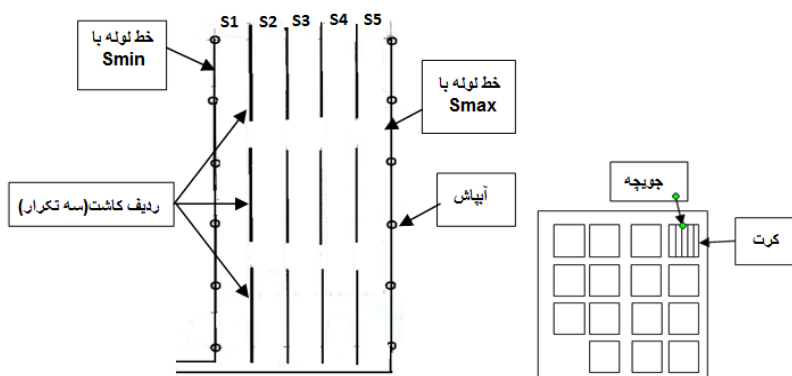 S1 S2 S3 S4 S5
خط لوله با
Smin
خط لوله با
Smax
ردیف کاشت(سه تکرار)
آبپاش
جویچه
کرت